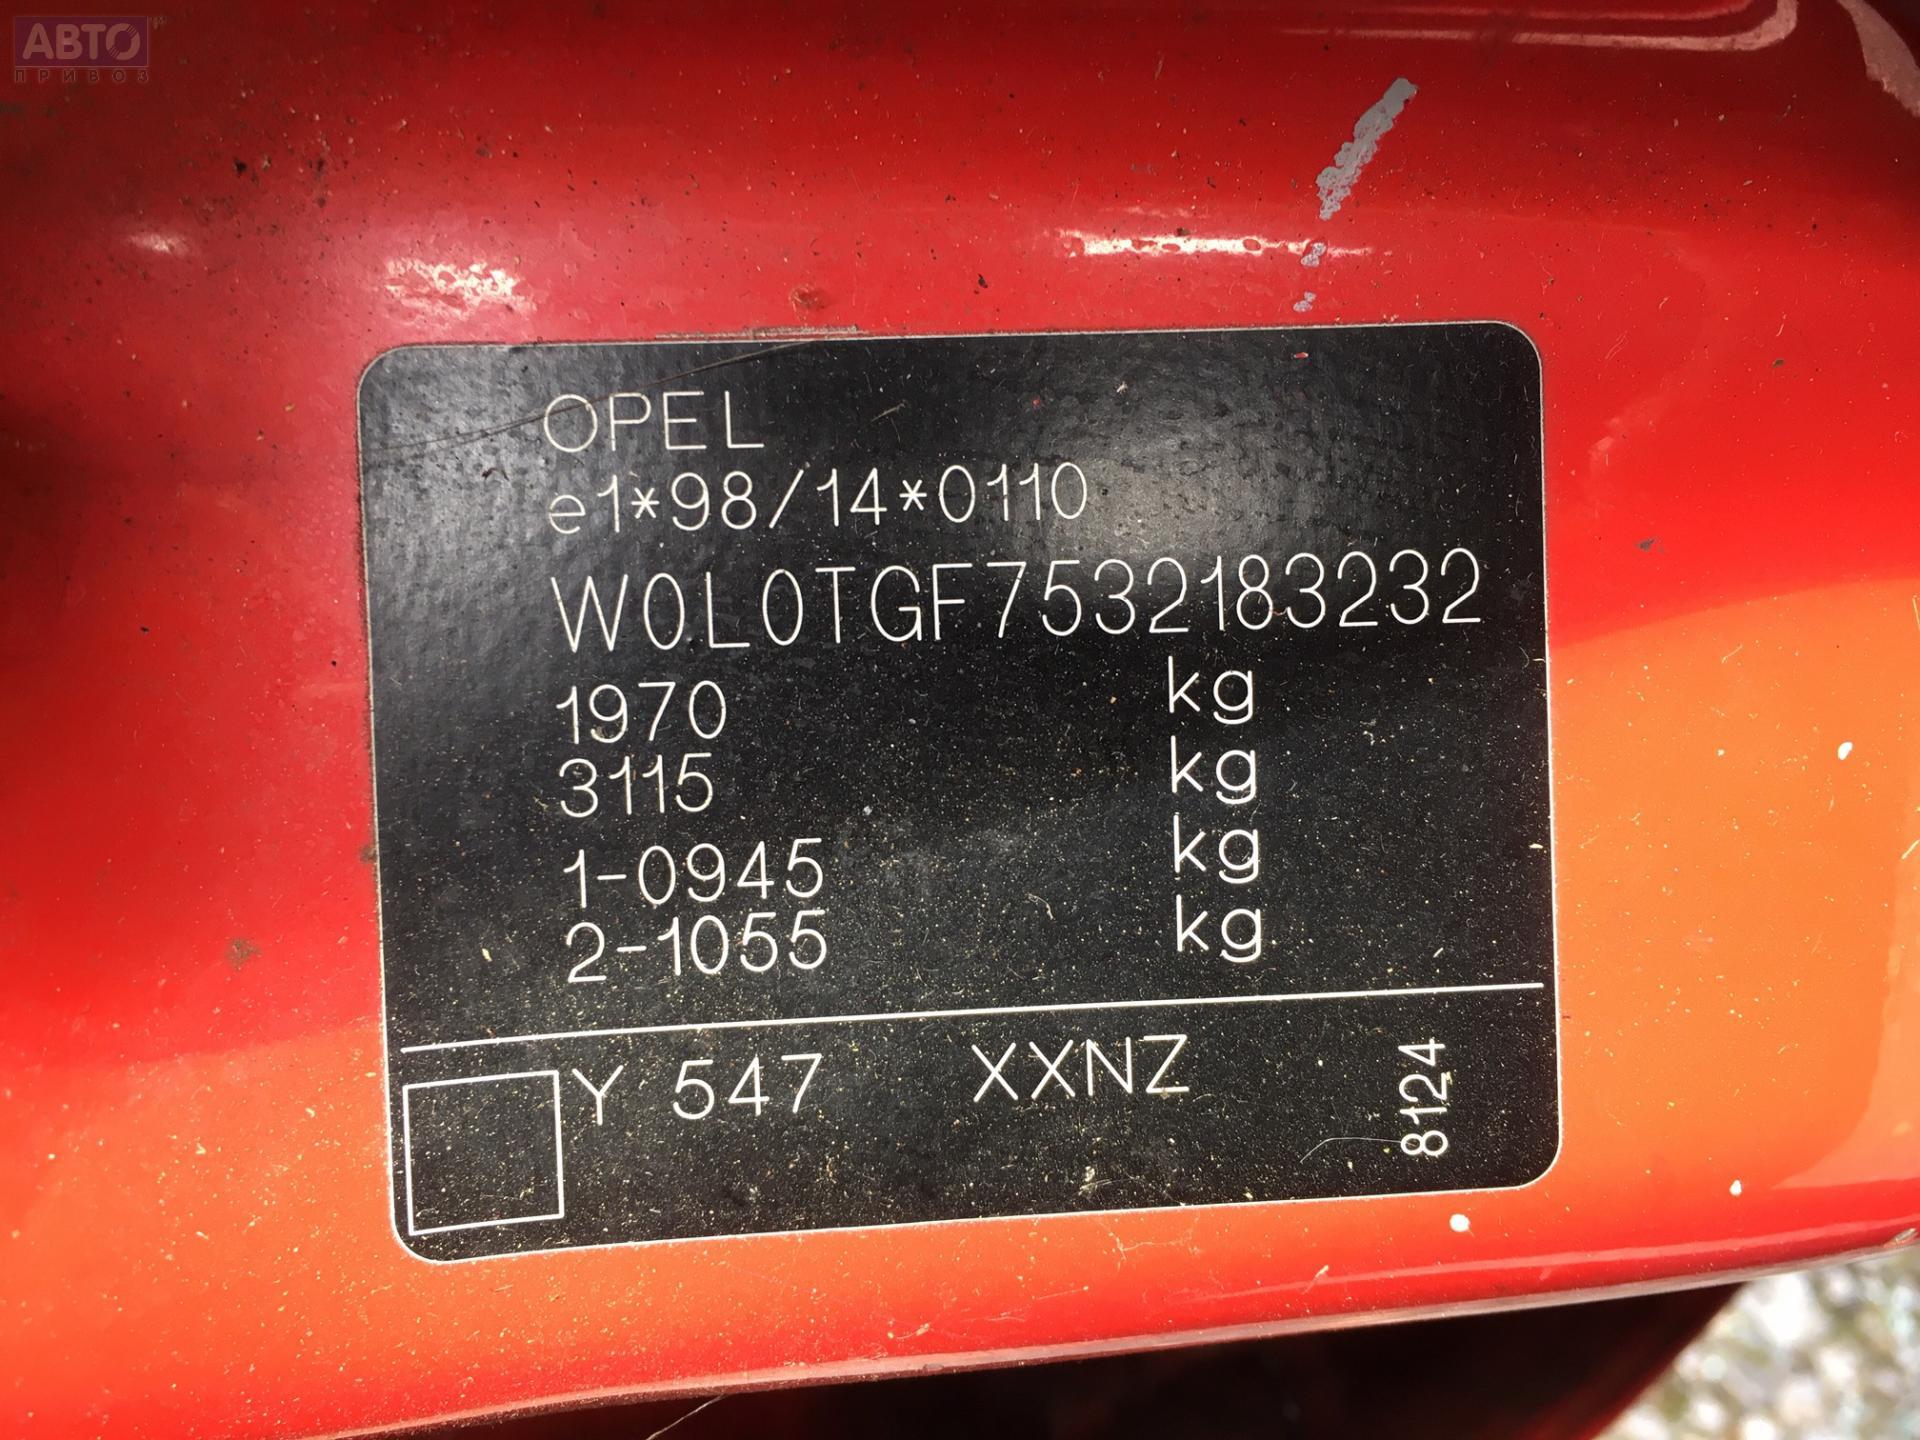 АВТО
ПРИВОЗ
OPEL
e1*98/14*0110
W0L0TGF7532183232
1970 kg
3115 kg
1-0945 kg
2-1055 kg
Y 547 XXNZ
8124